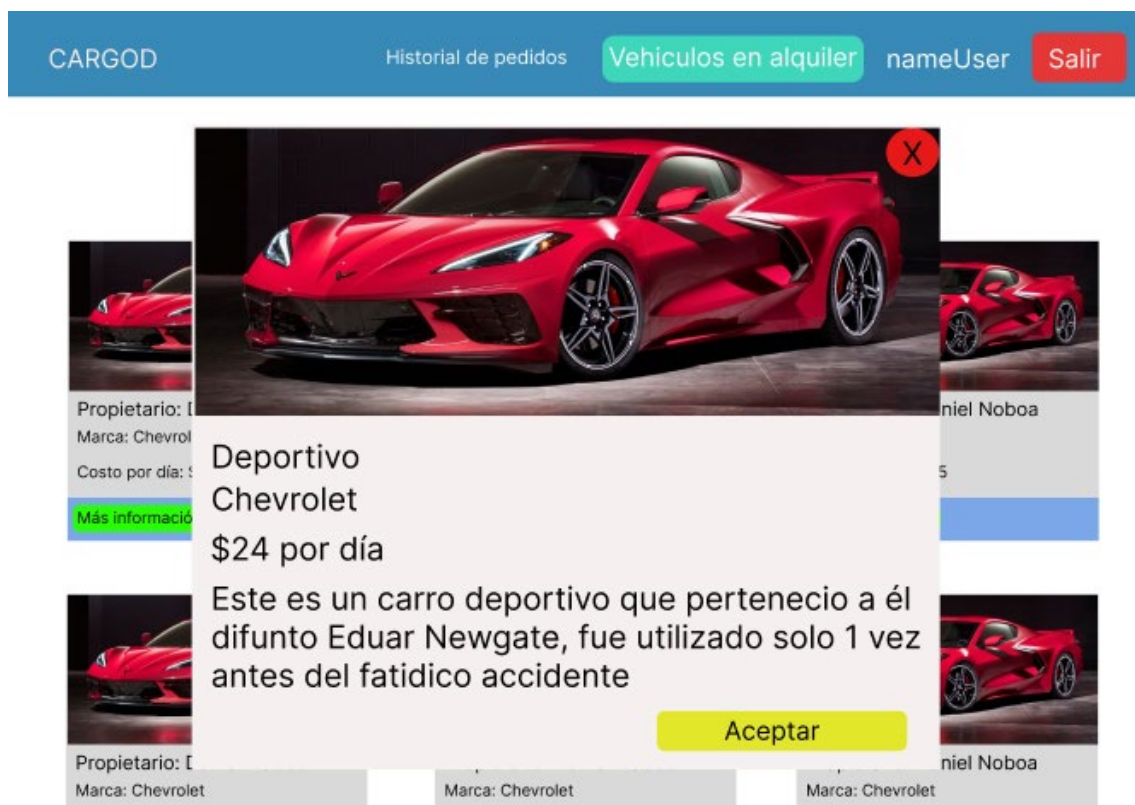 CARGOD Historial de pedidos Vehiculos en alquiler nameUser Salir
X
Propietario:
niel Noboa
Marca:
Costo por día:
5
Más
Deportivo
Chevrolet
$24 por día
Este es un carro deportivo que pertenecio a él
difunto Eduar Newgate, fue utilizado solo 1 vez
antes del fatidico accidente
Aceptar
Propietario:
niel Noboa
Marca: Chevrolet
Marca: Chevrolet
Marca: Chevrolet